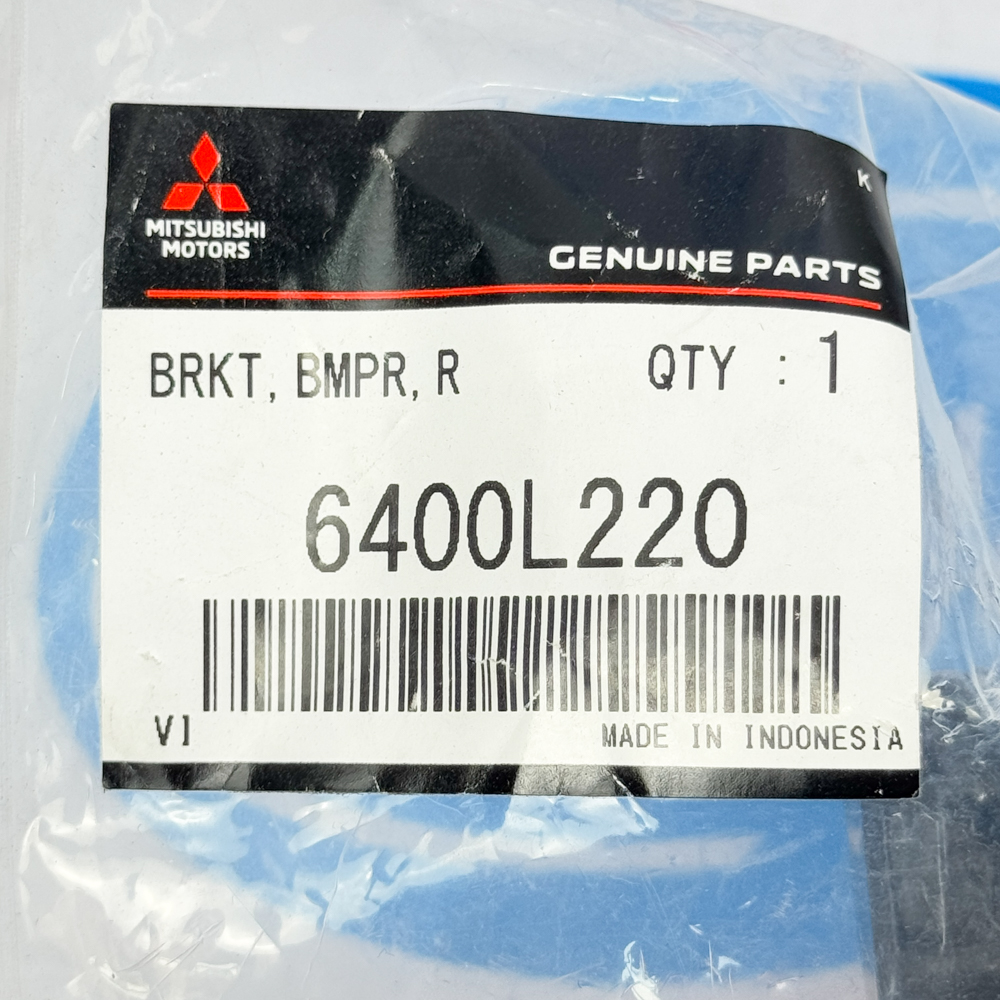 K
MITSUBISHI
MOTORS
GENUINE PARTS
BRKT, BMPR, R QTY : 1
6400L220
VI MADE IN INDONESIA